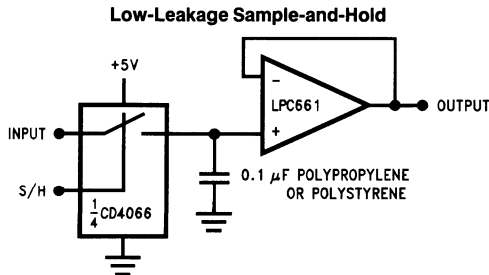 Low-Leakage Sample-and-Hold
+5V
−
LPC661
OUTPUT
INPUT
+
S/H
0.1 μF POLYPROPYLENE
OR POLYSTYRENE
1/4 CD4066